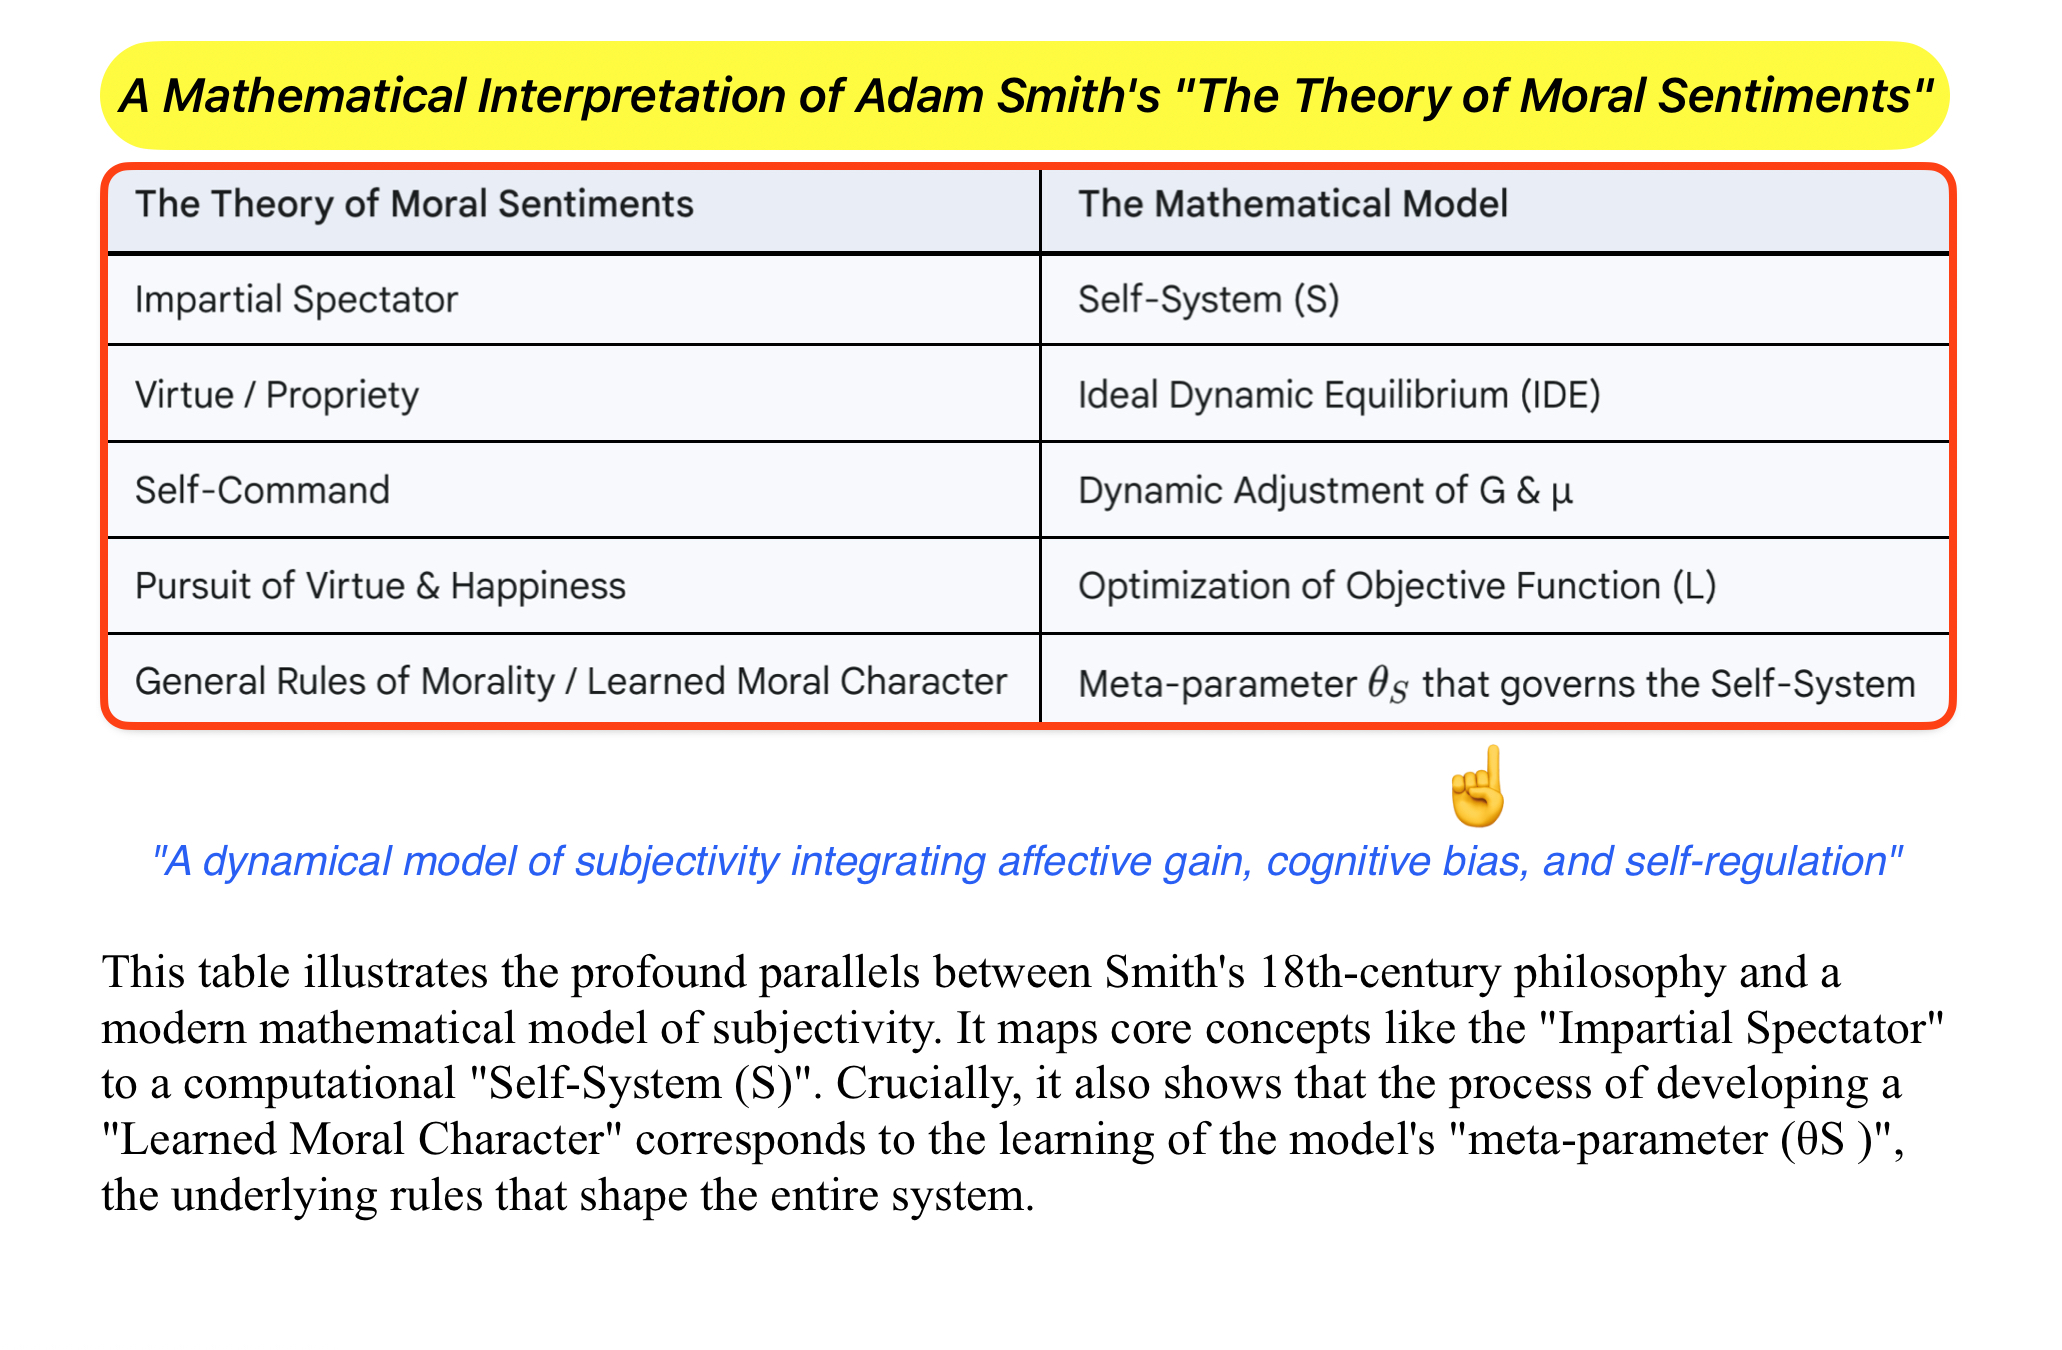 A Mathematical Interpretation of Adam Smith's "The Theory of Moral Sentiments"
The Theory of Moral Sentiments
The Mathematical Model
Impartial Spectator
Self-System (S)
Virtue / Propriety
Ideal Dynamic Equilibrium (IDE)
Self-Command
Dynamic Adjustment of G & μ
Pursuit of Virtue & Happiness
Optimization of Objective Function (L)
General Rules of Morality / Learned Moral Character
Meta-parameter θ_S that governs the Self-System
"A dynamical model of subjectivity integrating affective gain, cognitive bias, and self-regulation"
This table illustrates the profound parallels between Smith's 18th-century philosophy and a
modern mathematical model of subjectivity. It maps core concepts like the "Impartial Spectator"
to a computational "Self-System (S)". Crucially, it also shows that the process of developing a
"Learned Moral Character" corresponds to the learning of the model's "meta-parameter (θS )",
the underlying rules that shape the entire system.